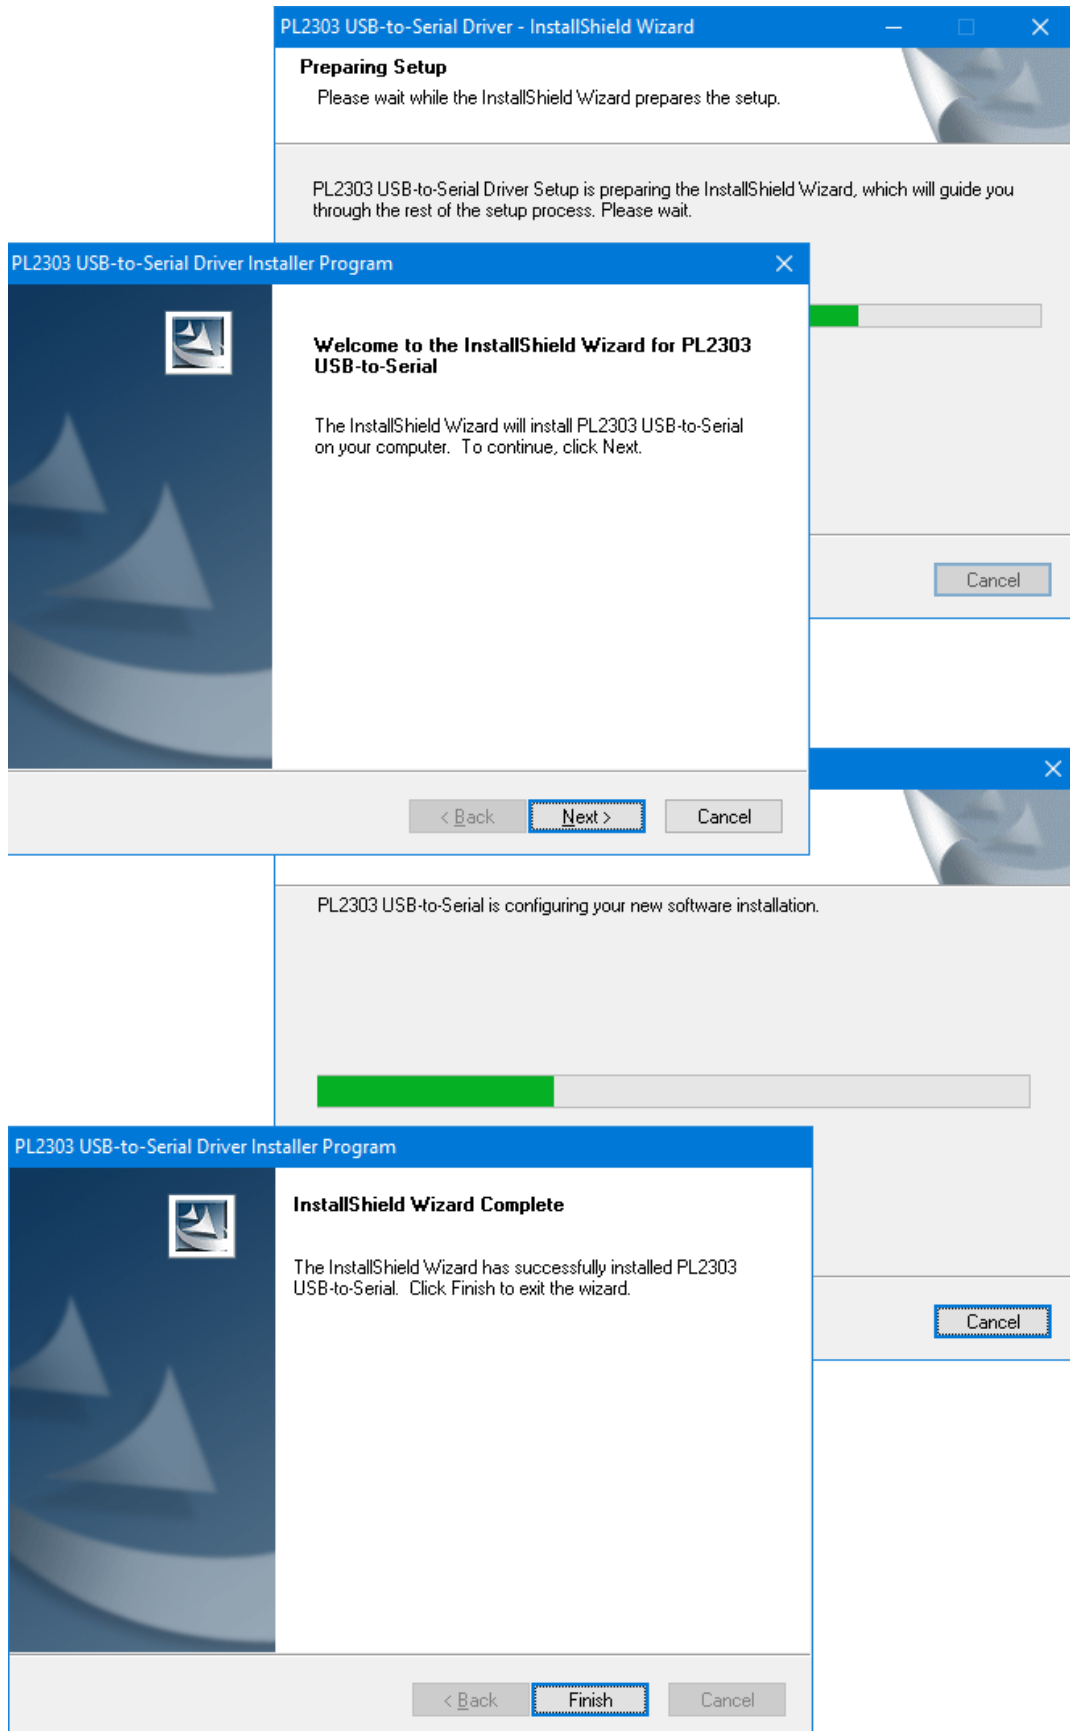 PL2303 USB-to-Serial Driver - InstallShield Wizard
Preparing Setup
Please wait while the InstallShield Wizard prepares the setup.
PL2303 USB-to-Serial Driver Setup is preparing the InstallShield Wizard, which will guide you
through the rest of the setup process. Please wait.
Cancel
PL2303 USB-to-Serial Driver Installer Program
Welcome to the InstallShield Wizard for PL2303
USB-to-Serial
The InstallShield Wizard will install PL2303 USB-to-Serial
on your computer. To continue, click Next.
< Back Next > Cancel
PL2303 USB-to-Serial is configuring your new software installation.
Cancel
PL2303 USB-to-Serial Driver Installer Program
InstallShield Wizard Complete
The InstallShield Wizard has successfully installed PL2303
USB-to-Serial. Click Finish to exit the wizard.
< Back Finish Cancel